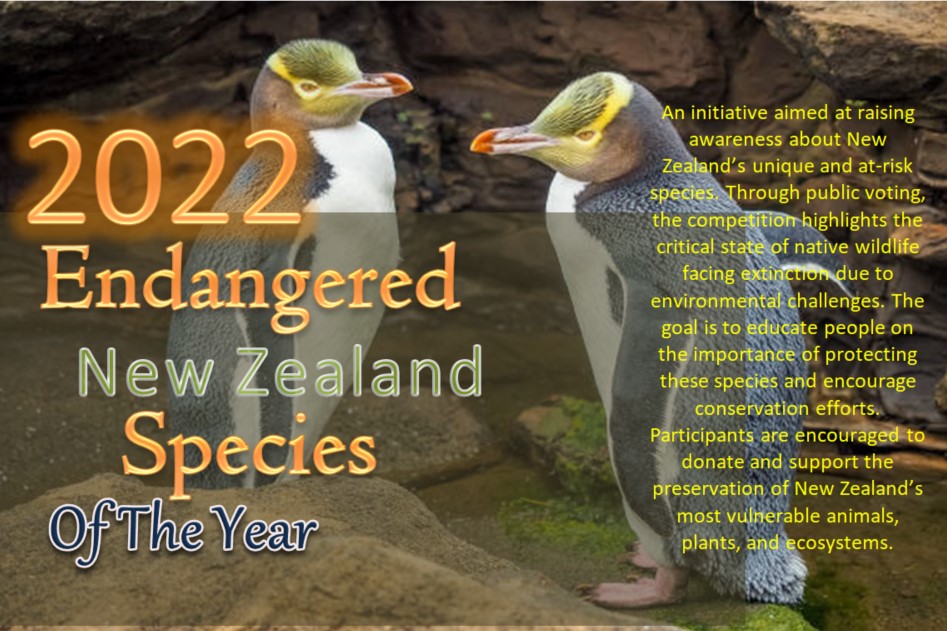 2022
Endangered
New Zealand
Species
Of The Year
An initiative aimed at raising
awareness about New
Zealand’s unique and at-risk
species. Through public voting,
the competition highlights the
critical state of native wildlife
facing extinction due to
environmental challenges. The
goal is to educate people on
the importance of protecting
these species and encourage
conservation efforts.
Participants are encouraged to
donate and support the
preservation of New Zealand’s
most vulnerable animals,
plants, and ecosystems.